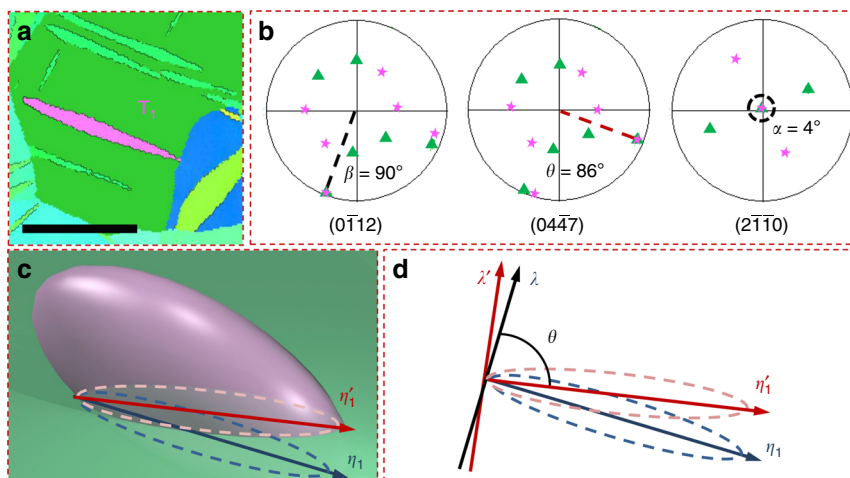 a
T1
b
β = 90°
θ = 86°
α = 4°
(01̅12)
(044̅7)
(21̅1̅0)
c
η′1
η1
d
λ′
λ
θ
η′1
η1